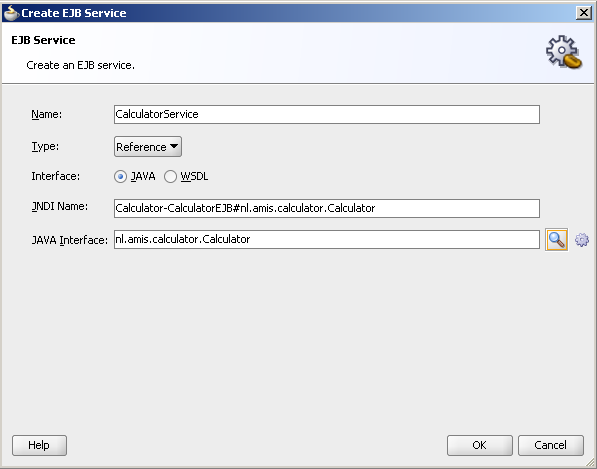 Create EJB Service
EJB Service
Create an EJB service.
Name: CalculatorService
Type: Reference
Interface: JAVA WSDL
JNDI Name: Calculator-CalculatorEJB#nl.amis.calculator.Calculator
JAVA Interface: nl.amis.calculator.Calculator
Help OK Cancel